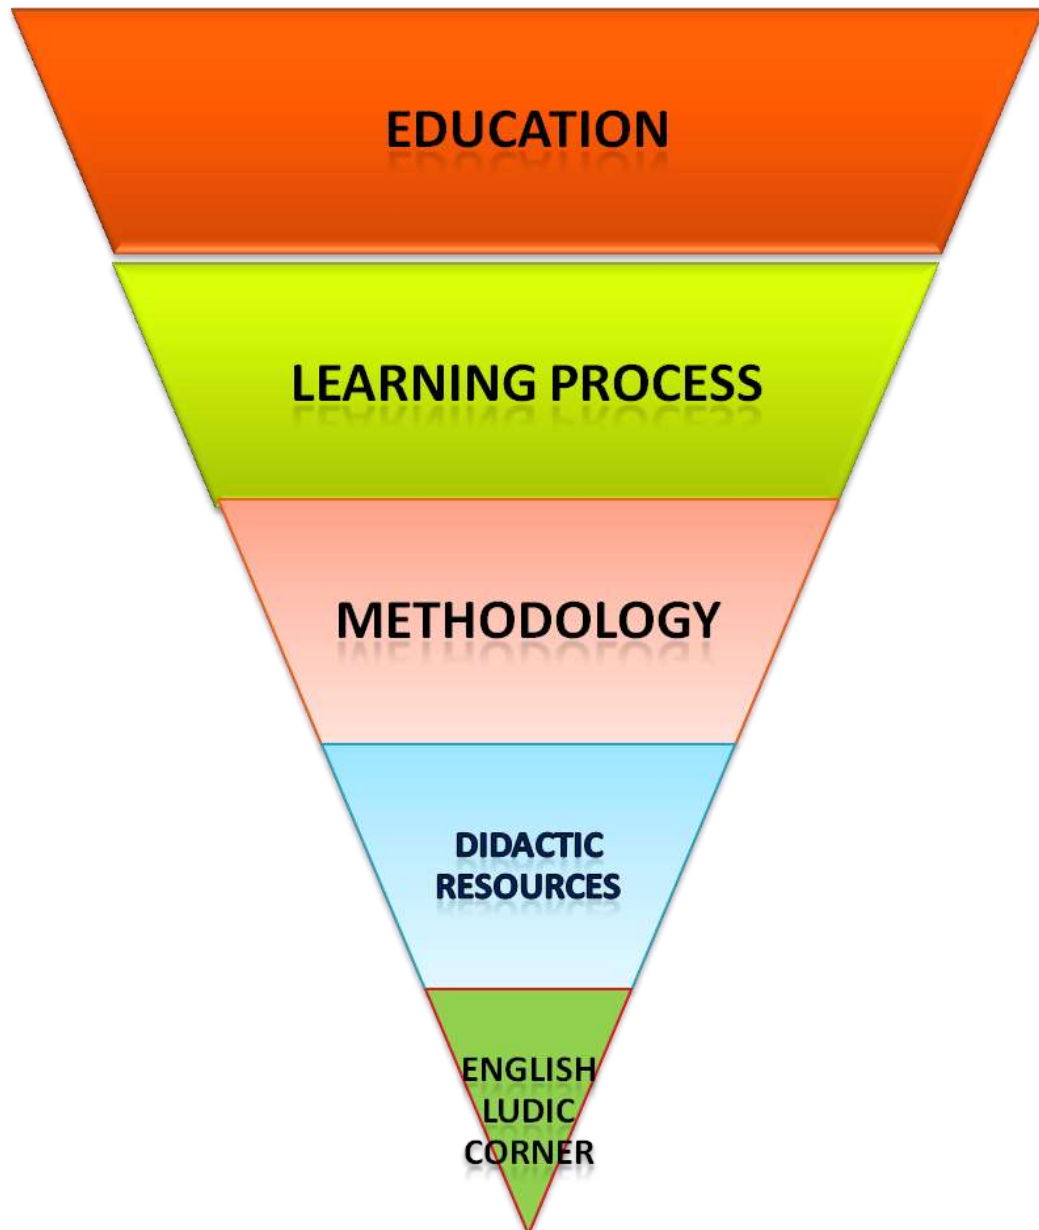 EDUCATION
LEARNING PROCESS
METHODOLOGY
DIDACTIC
RESOURCES
ENGLISH
LUDIC
CORNER